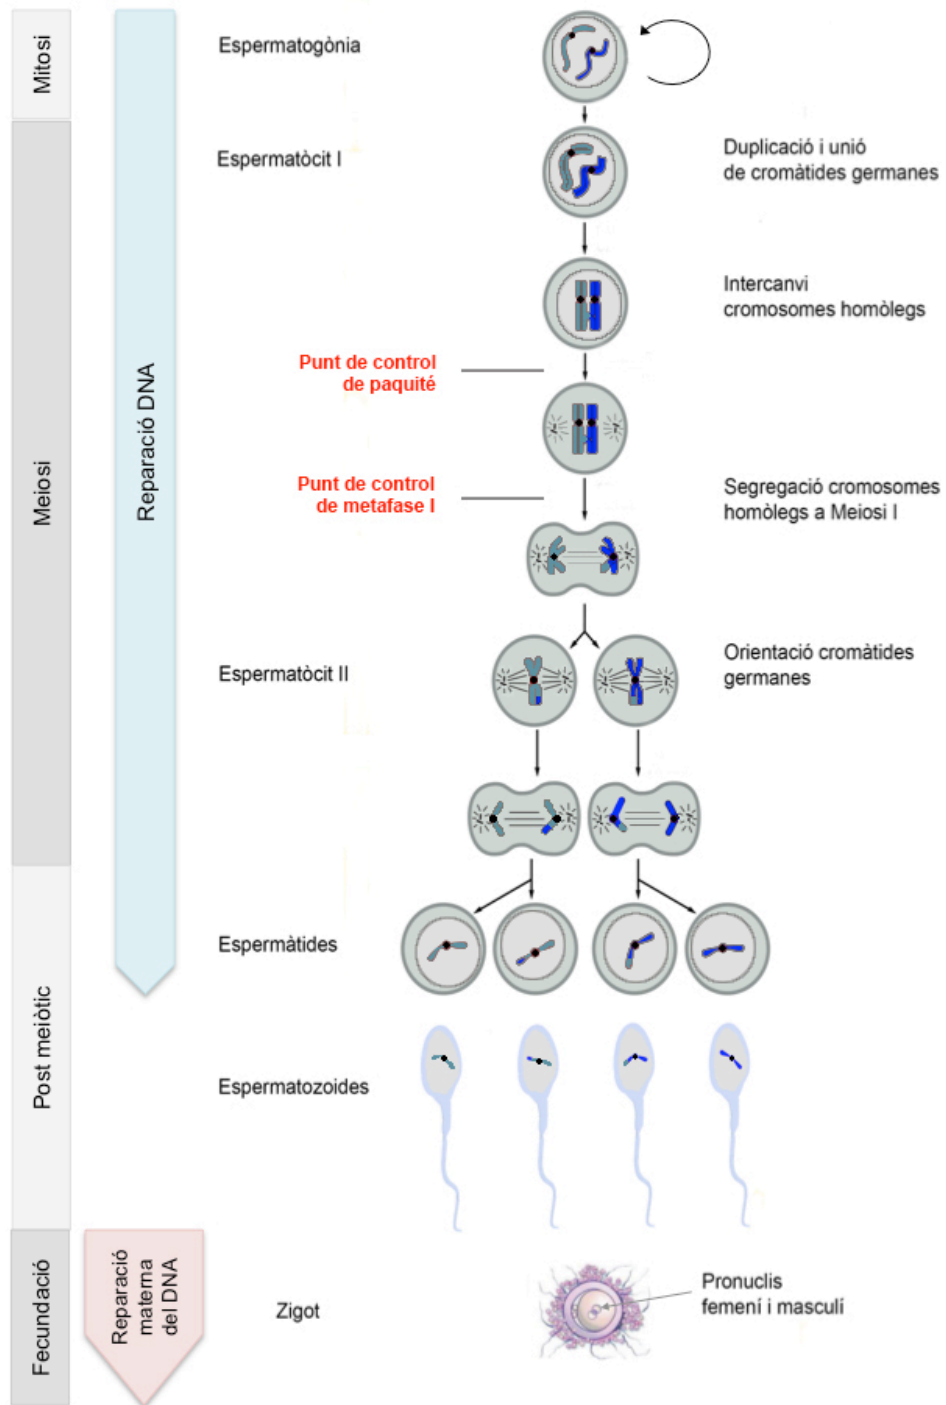 Mitosi
Espermatogònia
Meiosi
Reparació DNA
Espermatòcit I
Duplicació i unió
de cromàtides germanes
Intercanvi
cromosomes homòlegs
Punt de control
de paquité
Punt de control
de metafase I
Segregació cromosomes
homòlegs a Meiosi I
Espermatòcit II
Orientació cromàtides
germanes
Post meiòtic
Espermàtides
Espermatozoides
Fecundació
Reparació
materna
del DNA
Zigot
Pronuclis
femení i masculí